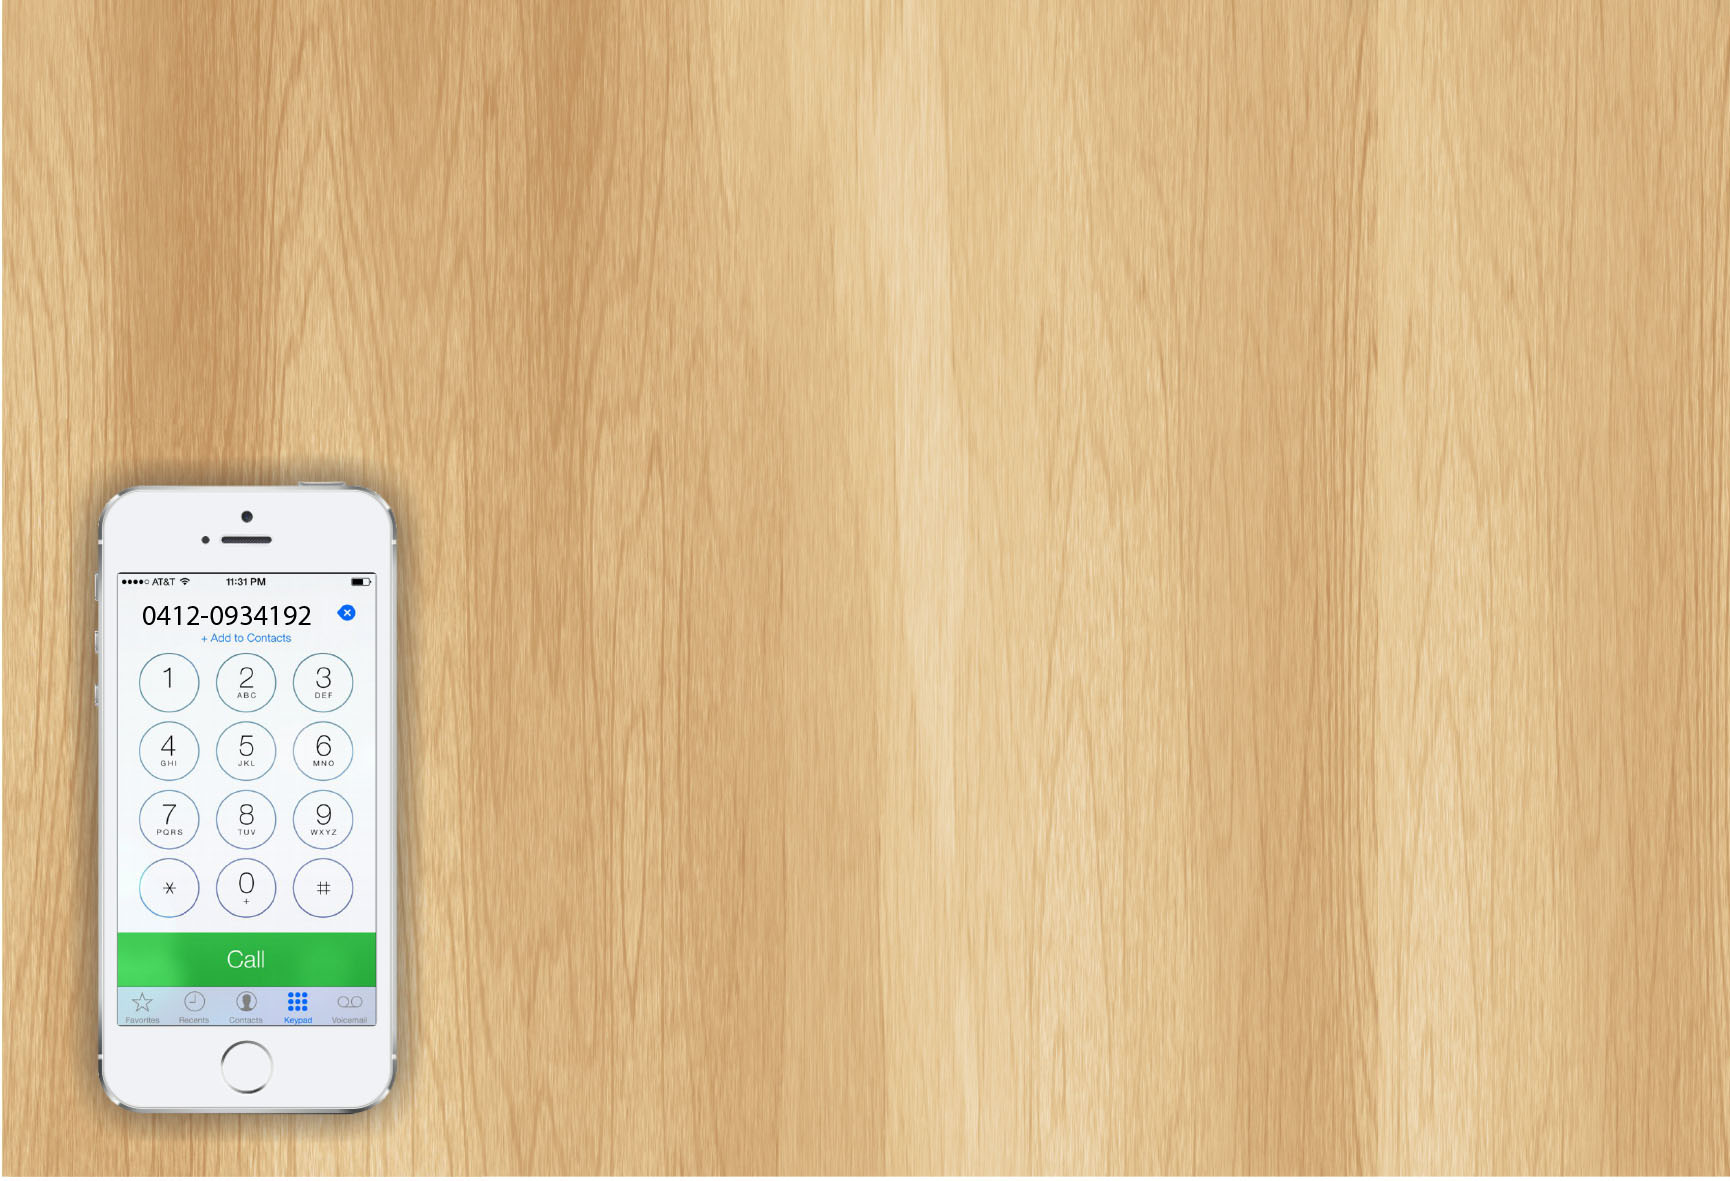 AT&T 11:31 PM
0412-0934192
+ Add to Contacts
1 2 3
ABC DEF
4 5 6
GHI JKL MNO
7 8 9
PQRS TUV WXYZ
* 0 #
+
Call
Favorites Recents Contacts Keypad Voicemail